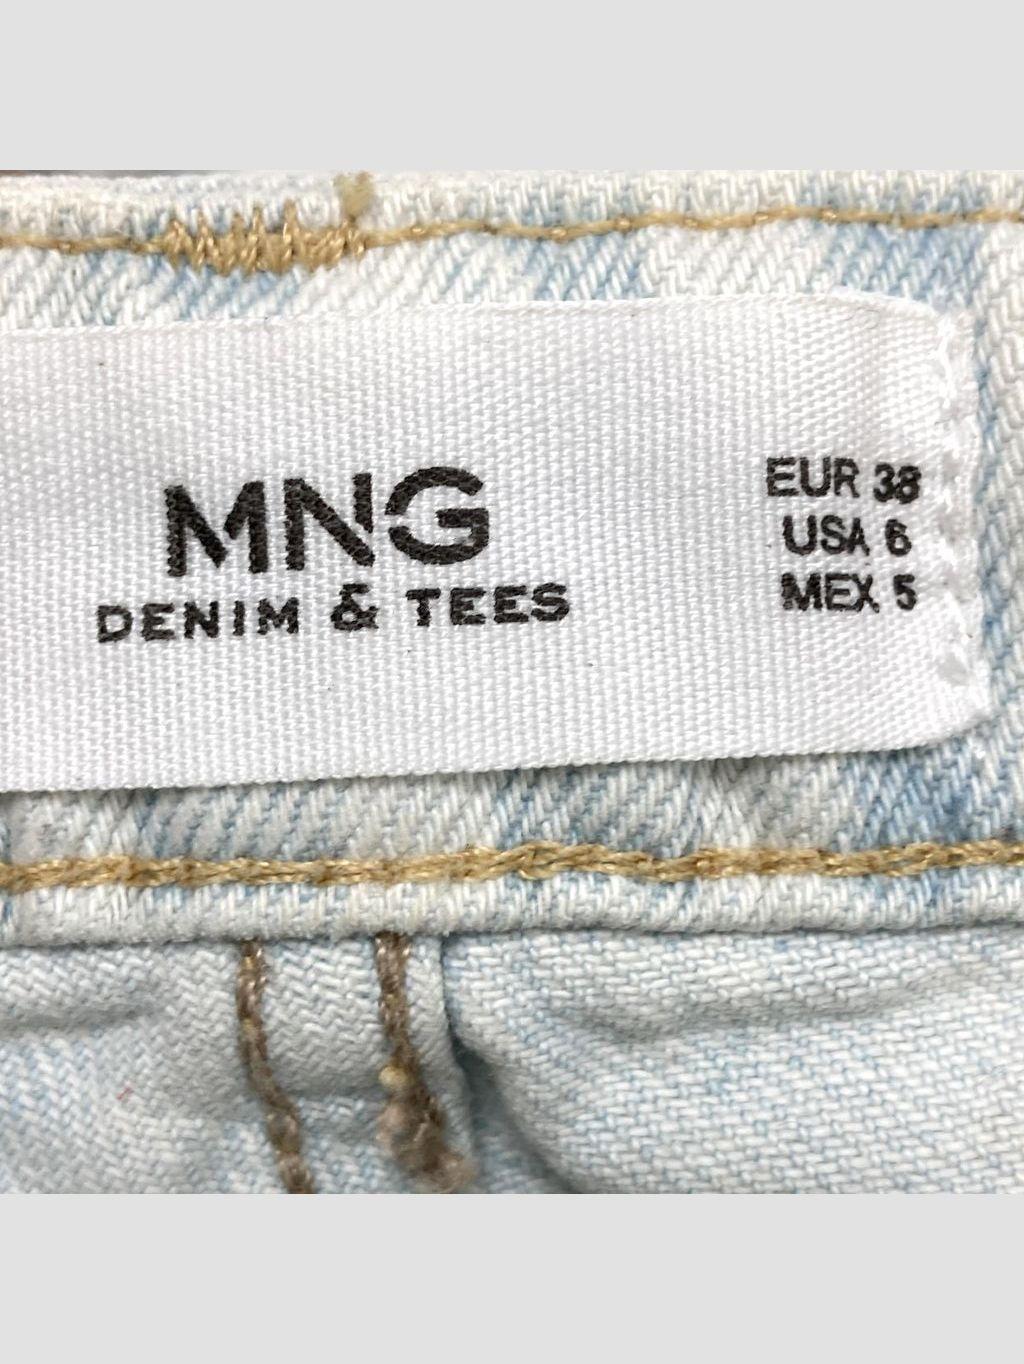 MNG
DENIM & TEES
EUR 38
USA 6
MEX 5